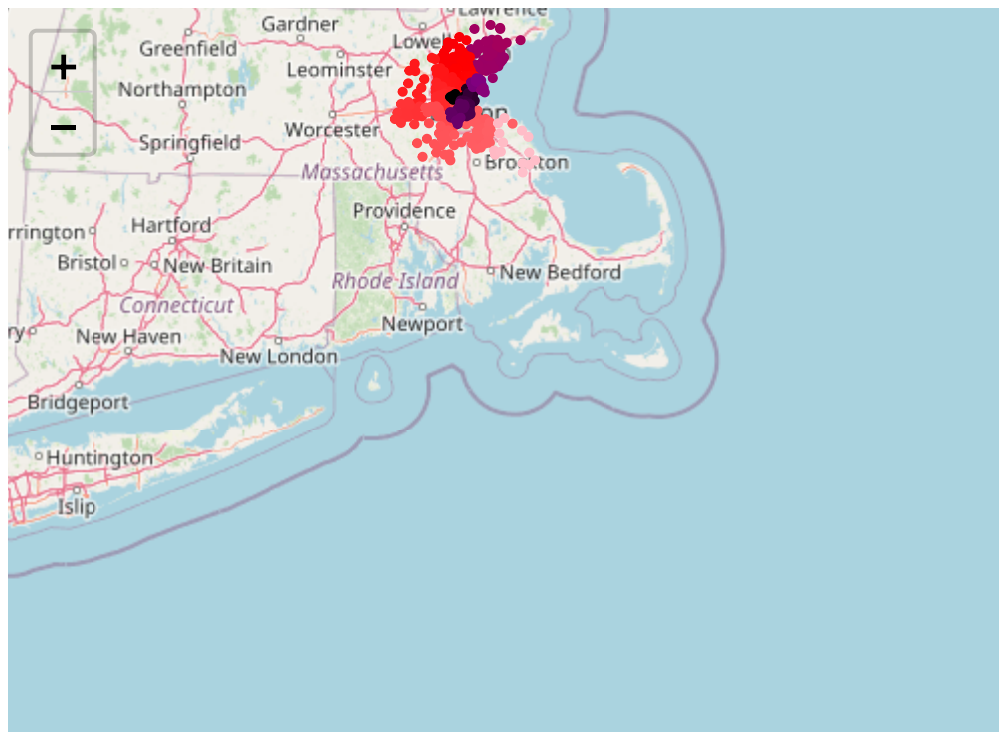 Lawrence
Gardner
Greenfield
Lowell
Leominster
+
Northampton
−
Worcester
Springfield
Brockton
Massachusetts
Providence
Hartford
rrington
Bristol
New Britain
New Bedford
Rhode Island
Connecticut
Newport
ry
New Haven
New London
Bridgeport
Huntington
Islip